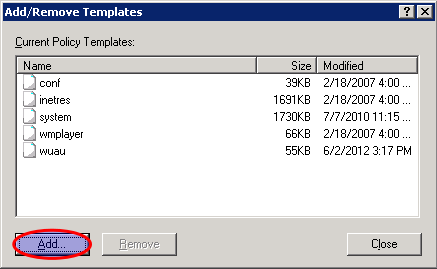 Add/Remove Templates
Current Policy Templates:
Name Size Modified
conf 39KB 2/18/2007 4:00 ...
inetres 1691KB 2/18/2007 4:00 ...
system 1730KB 7/7/2010 11:15 ...
wmplayer 66KB 2/18/2007 4:00 ...
wuau 55KB 6/2/2012 3:17 PM
Add... Remove Close